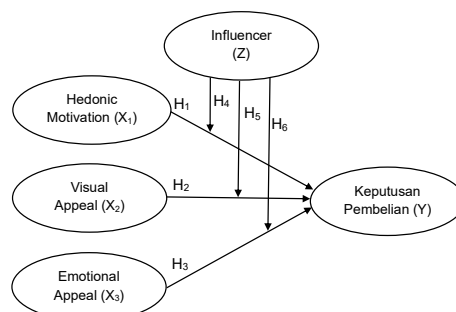 Influencer
(Z)
Hedonic
Motivation (X₁)
H₁
H₄
H₅
H₆
Visual
Appeal (X₂)
H₂
Keputusan
Pembelian (Y)
H₃
Emotional
Appeal (X₃)